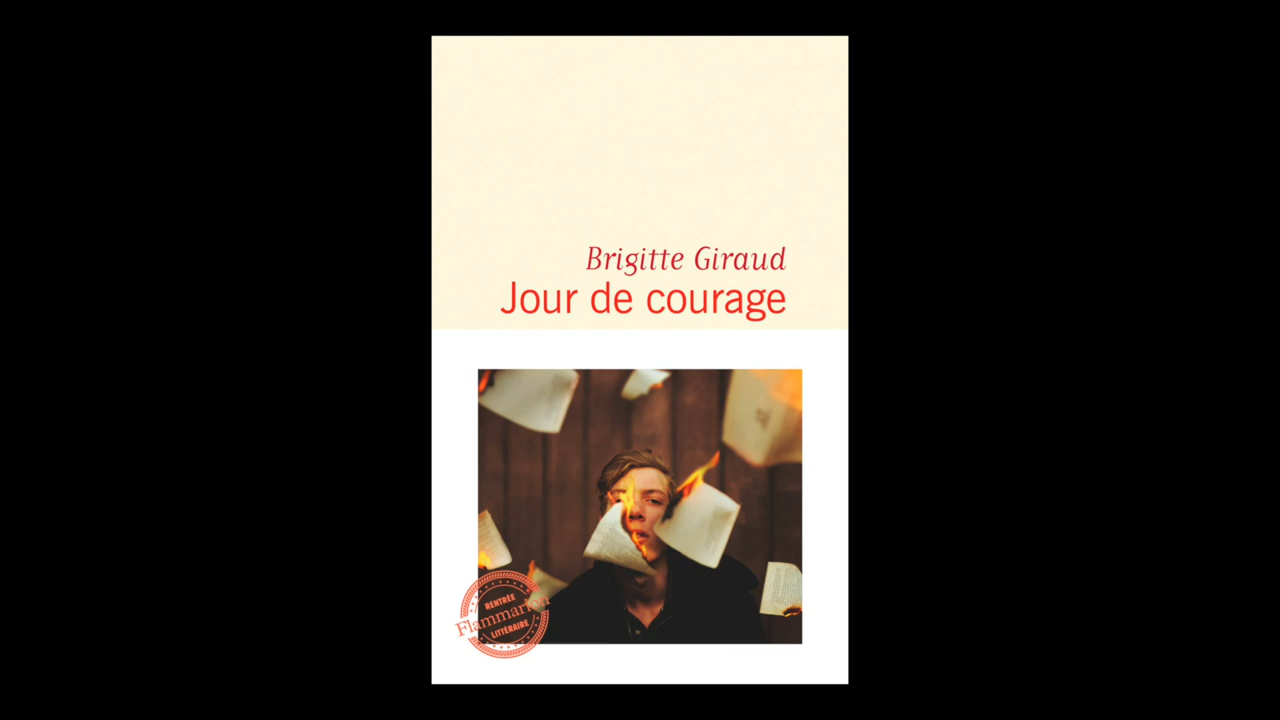 Brigitte Giraud
Jour de courage
RENTRÉE
Flammarion
LITTÉRAIRE